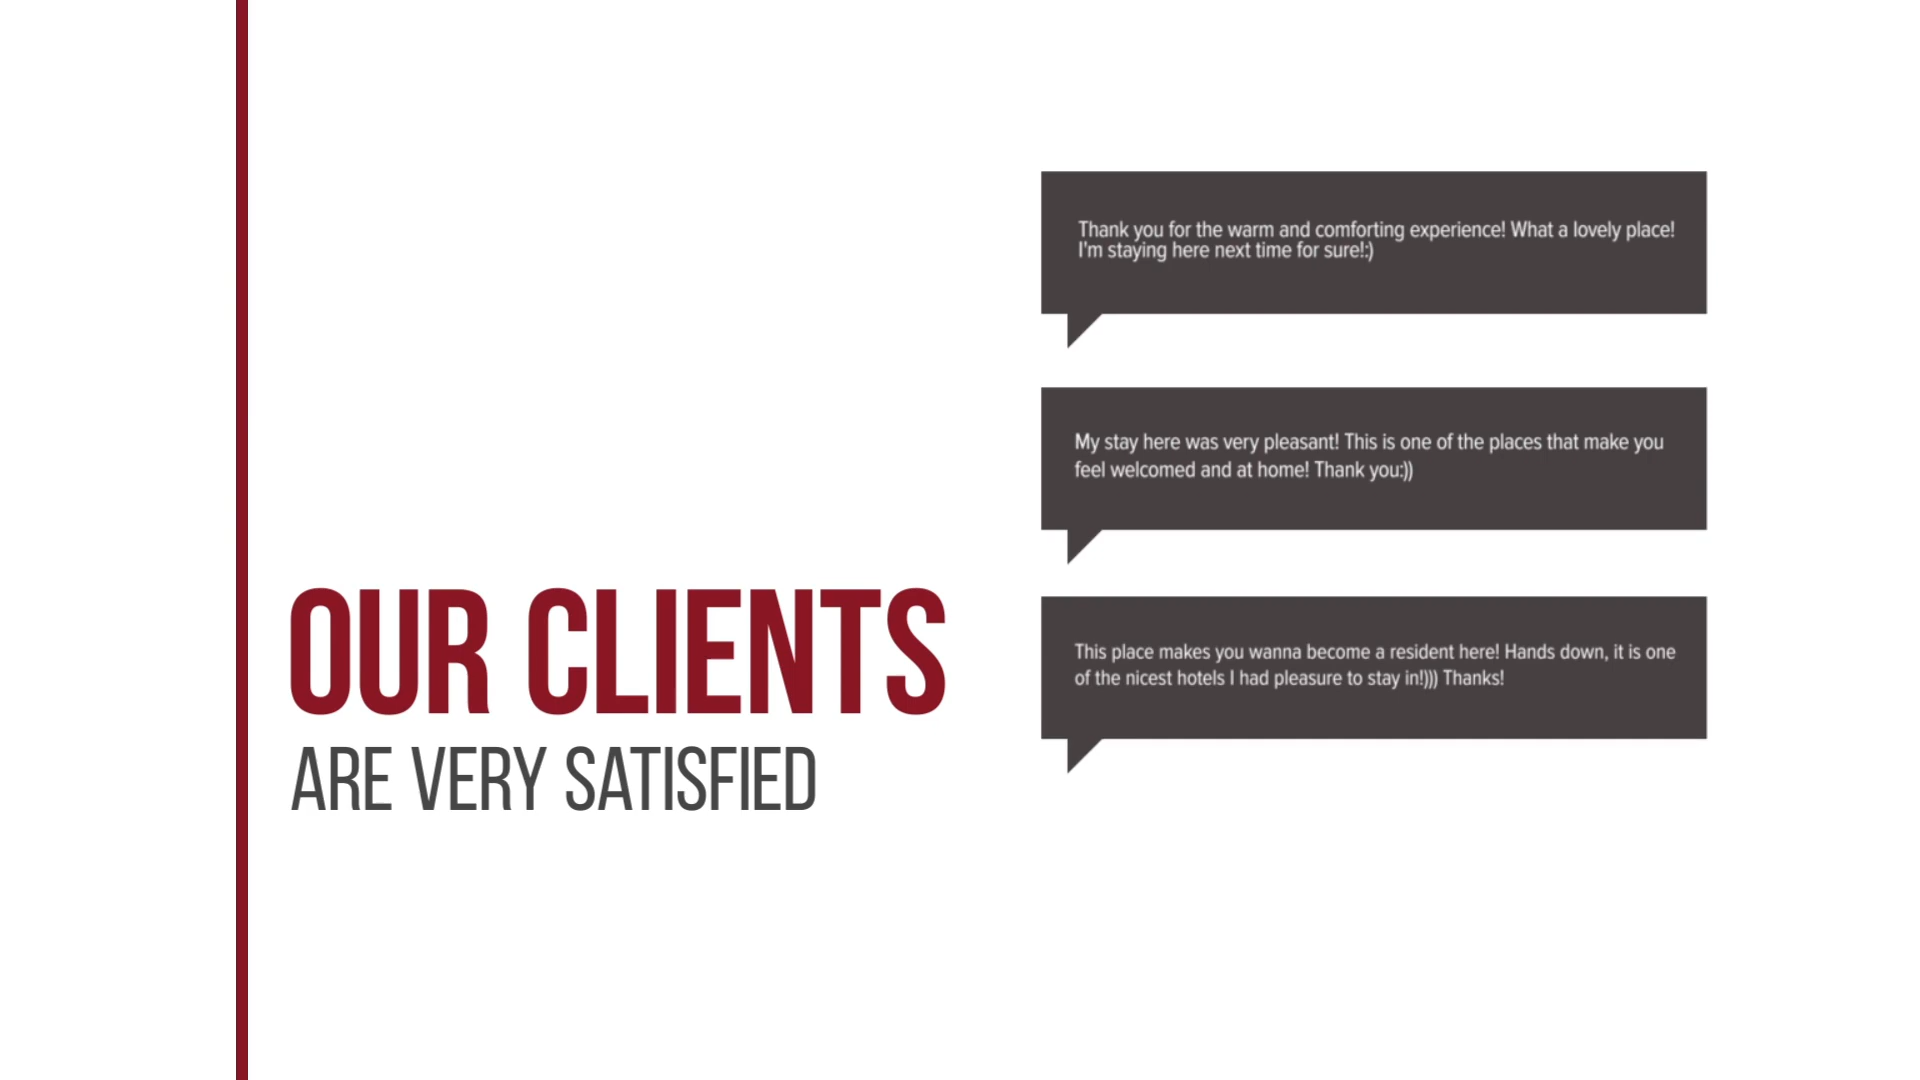 OUR CLIENTS
ARE VERY SATISFIED
Thank you for the warm and comforting experience! What a lovely place!
I'm staying here next time for sure!:)
My stay here was very pleasant! This is one of the places that make you
feel welcomed and at home! Thank you:))
This place makes you wanna become a resident here! Hands down, it is one
of the nicest hotels I had pleasure to stay in!))) Thanks!